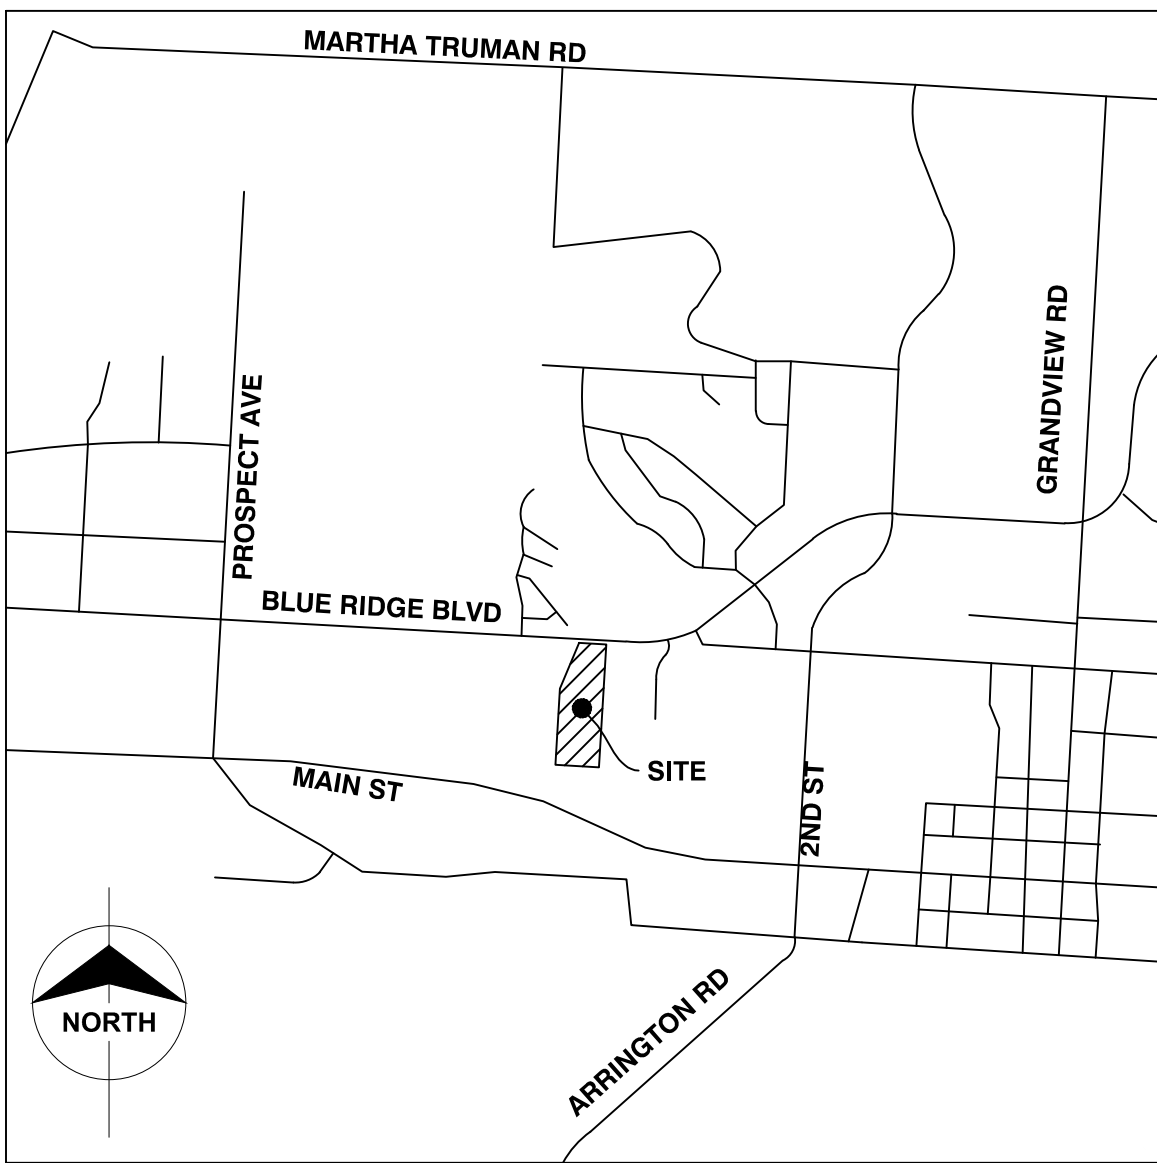 MARTHA TRUMAN RD
GRANDVIEW RD
PROSPECT AVE
BLUE RIDGE BLVD
SITE
MAIN ST
2ND ST
NORTH
ARRINGTON RD